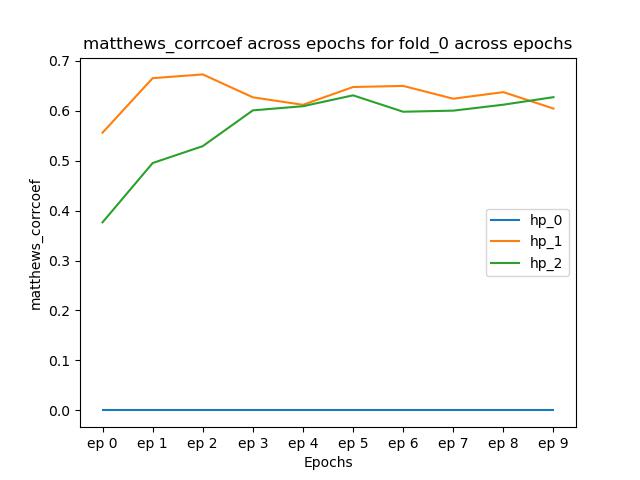 matthews_corrcoef across epochs for fold_0 across epochs
matthews_corrcoef
0.7
0.6
0.5
0.4
0.3
0.2
0.1
0.0
hp_0
hp_1
hp_2
ep 0 ep 1 ep 2 ep 3 ep 4 ep 5 ep 6 ep 7 ep 8 ep 9
Epochs